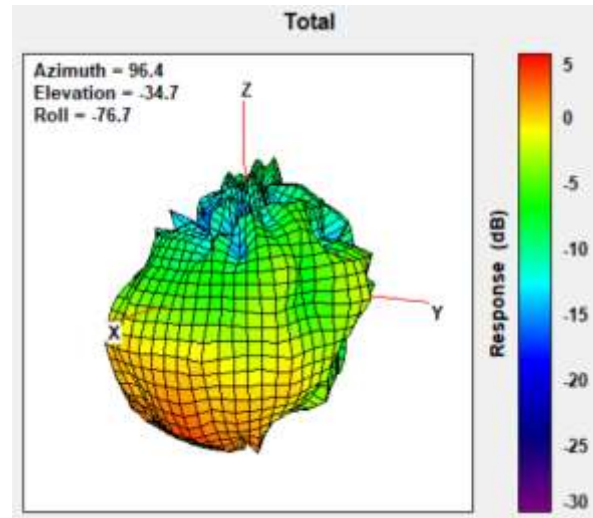 Total
Azimuth = 96.4
Elevation = -34.7
Roll = -76.7
Z
X
Y
Response (dB)
5
0
-5
-10
-15
-20
-25
-30